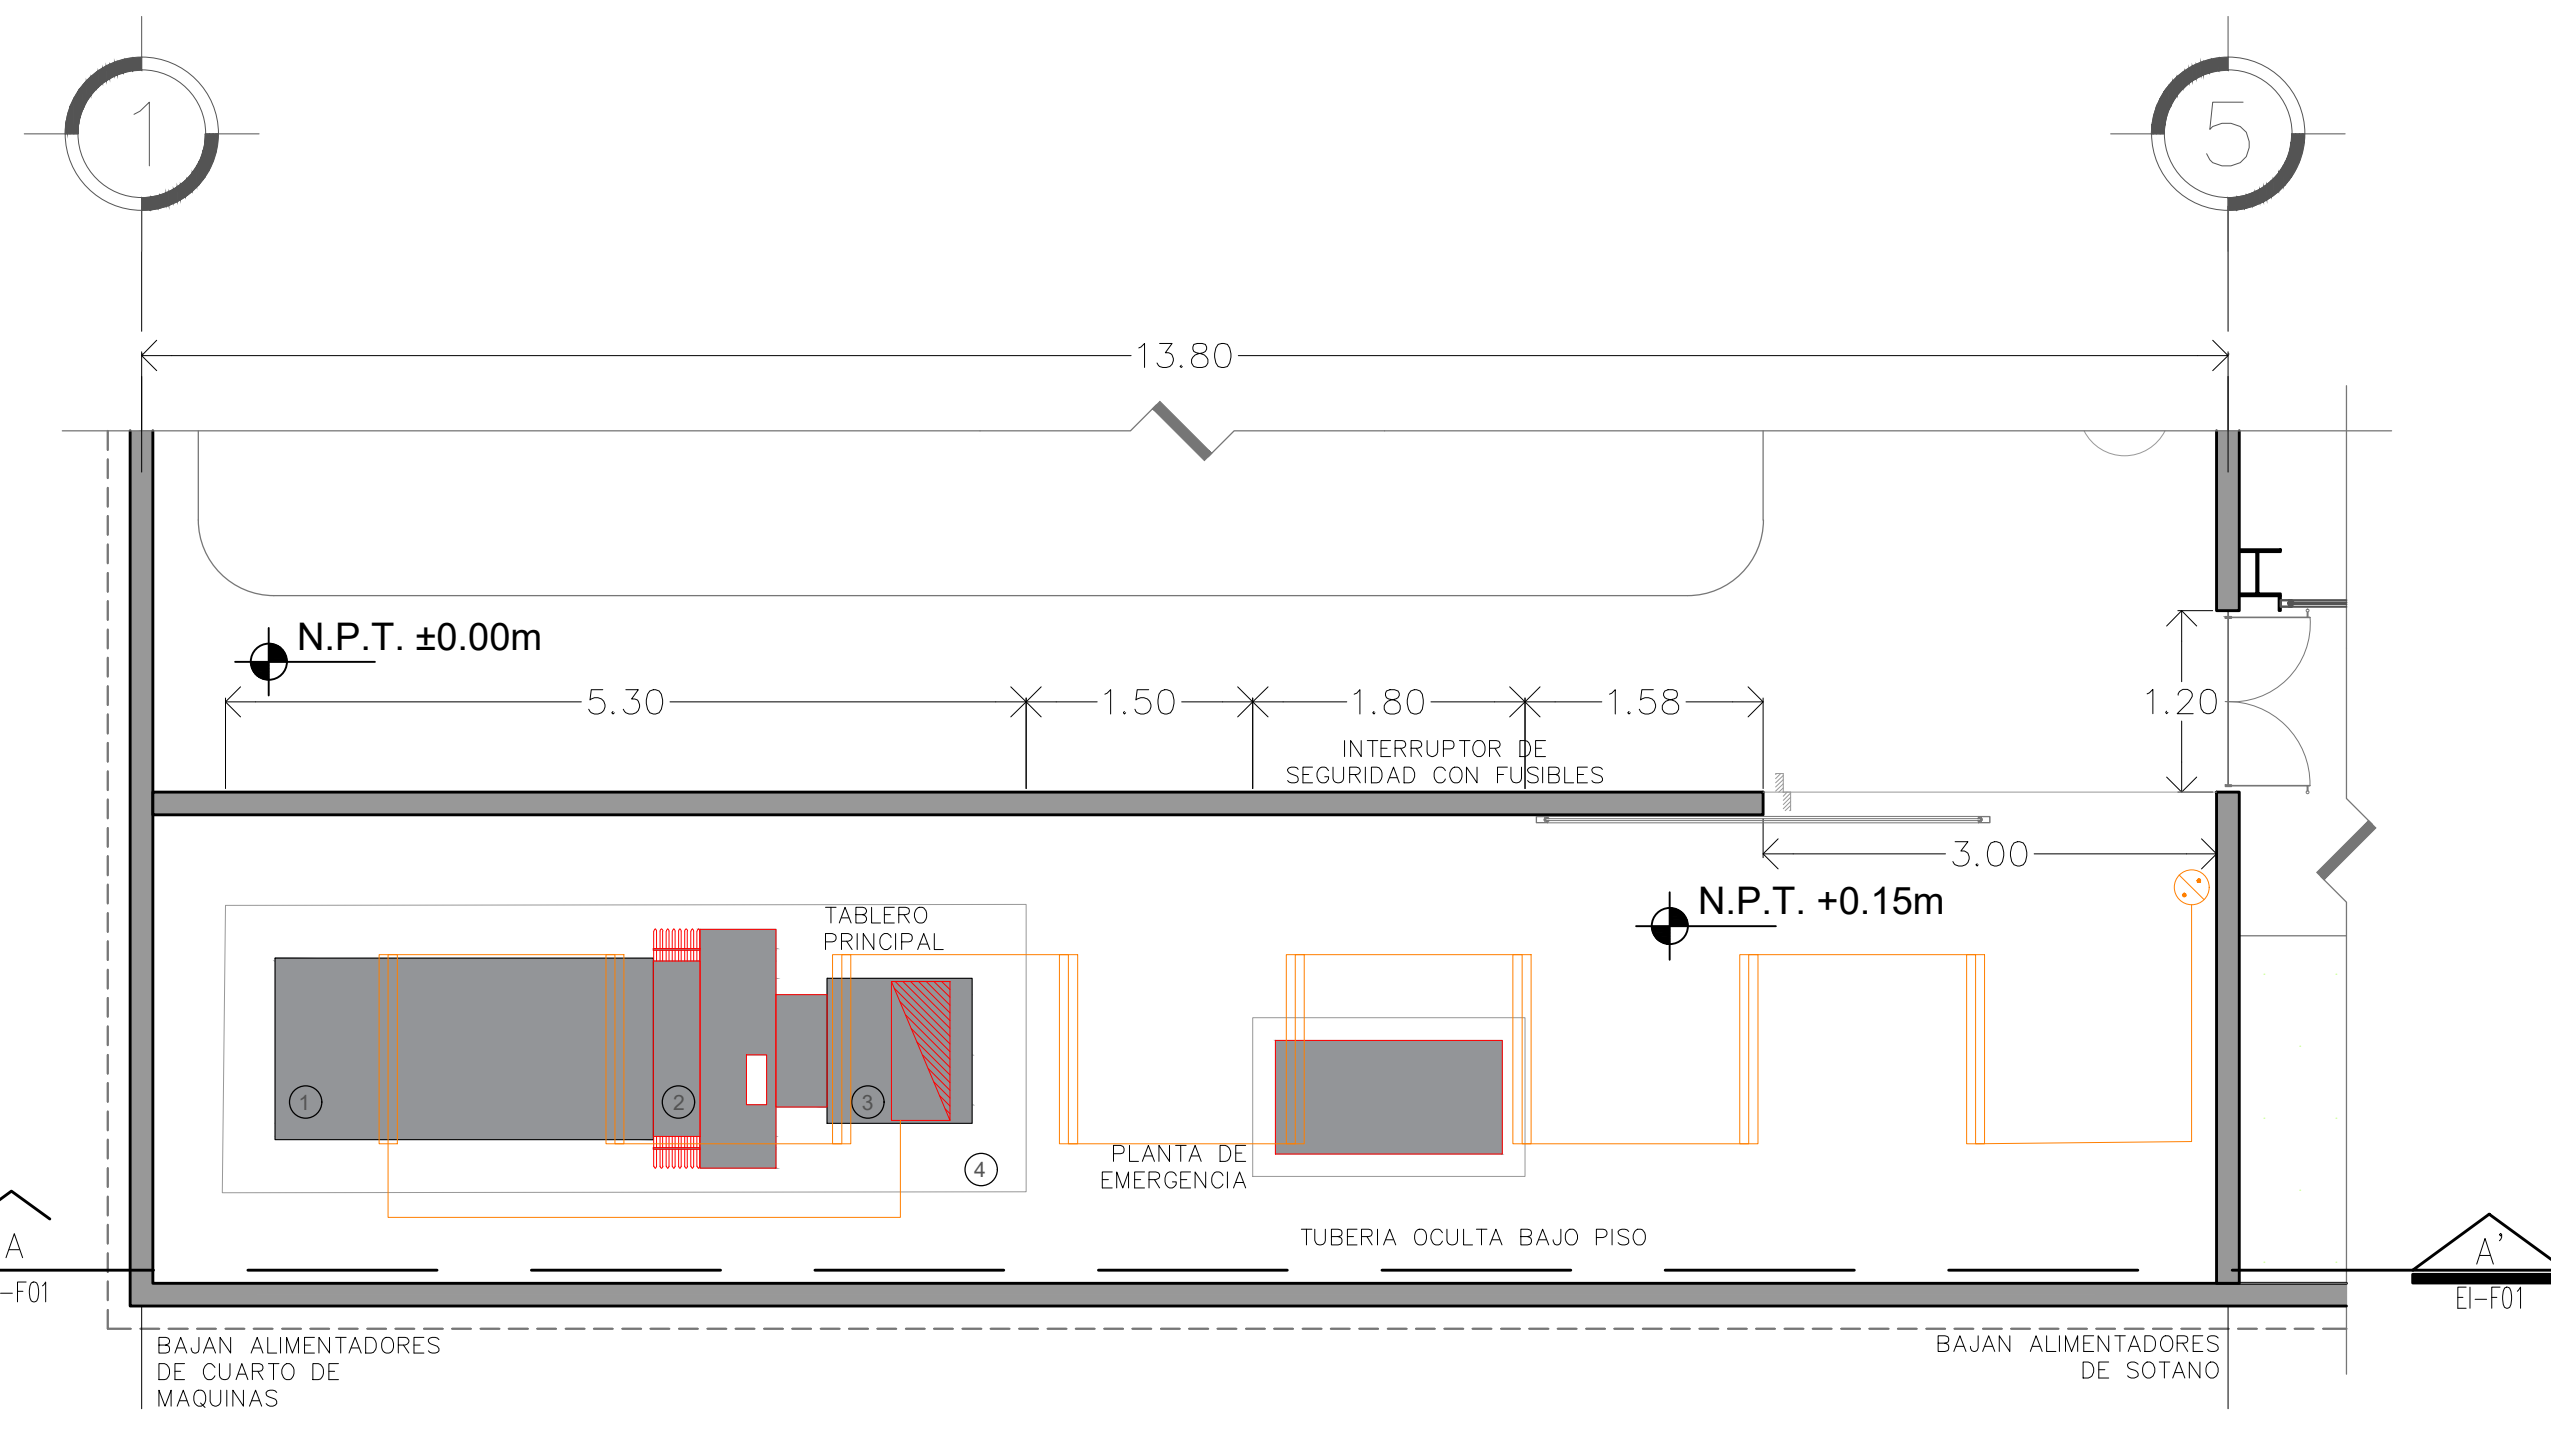 1
5
13.80
N.P.T. ±0.00m
5.30
1.50
1.80
1.58
1.20
INTERRUPTOR DE
SEGURIDAD CON FUSIBLES
3.00
N.P.T. +0.15m
TABLERO
PRINCIPAL
1
2
3
4
PLANTA DE
EMERGENCIA
TUBERIA OCULTA BAJO PISO
A
-F01
A'
EI-F01
BAJAN ALIMENTADORES
DE CUARTO DE
MAQUINAS
BAJAN ALIMENTADORES
DE SOTANO